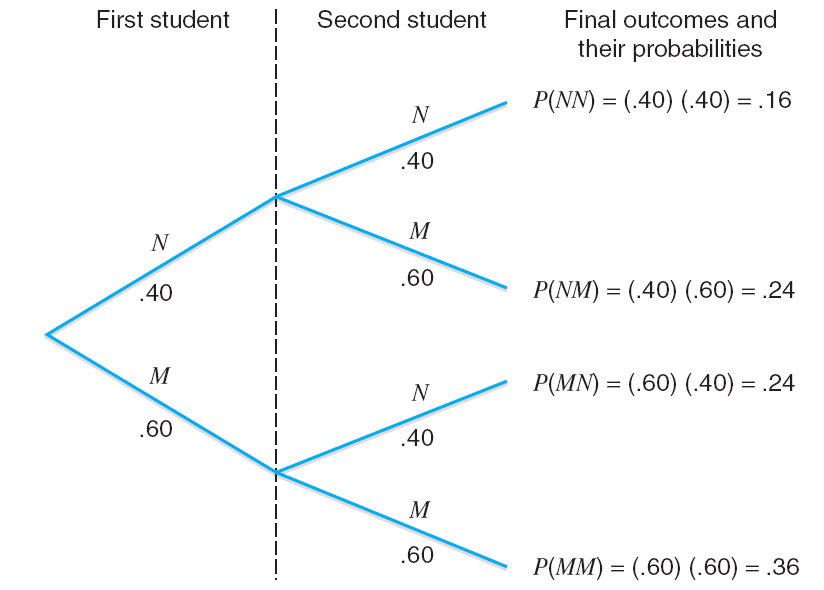 First student
Second student
Final outcomes and
their probabilities
N
.40
M
.60
N
.40
M
.60
N
.40
M
.60
P(NN) = (.40) (.40) = .16
P(NM) = (.40) (.60) = .24
P(MN) = (.60) (.40) = .24
P(MM) = (.60) (.60) = .36